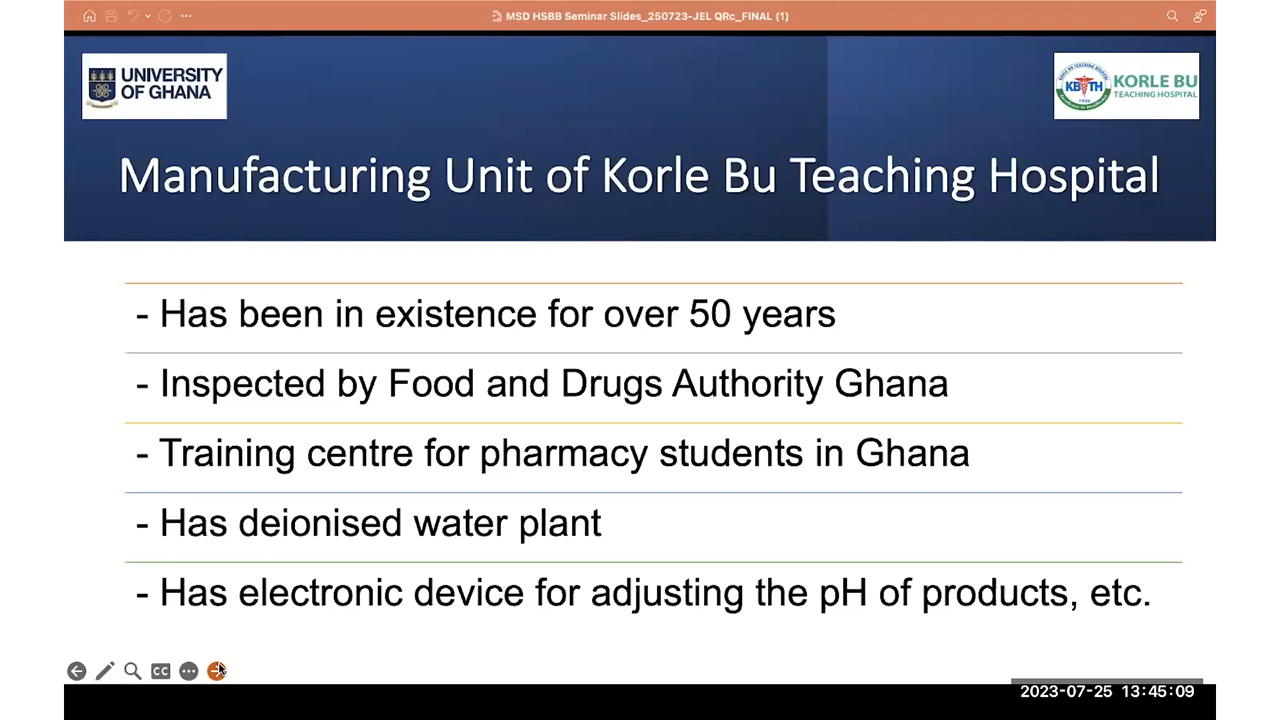 MSD HSBB Seminar Slides_250723-JEL QRc_FINAL (1)
UNIVERSITY
OF GHANA
KBTH
KORLE BU
TEACHING HOSPITAL
Manufacturing Unit of Korle Bu Teaching Hospital
- Has been in existence for over 50 years
- Inspected by Food and Drugs Authority Ghana
- Training centre for pharmacy students in Ghana
- Has deionised water plant
- Has electronic device for adjusting the pH of products, etc.
CC
2023-07-25 13:45:09